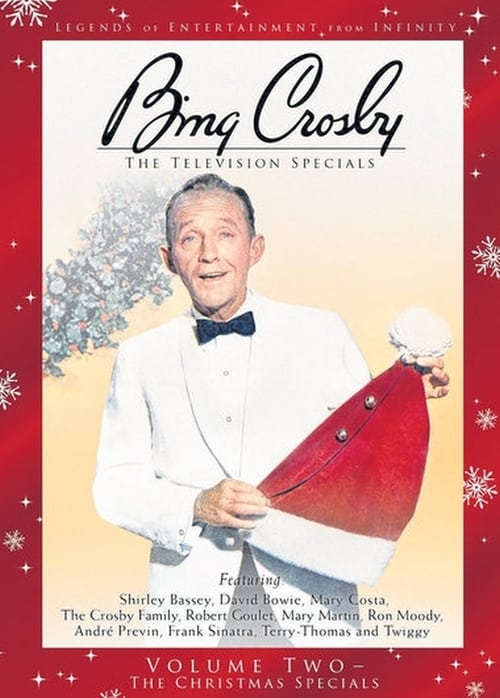 LEGENDS OF ENTERTAINMENT FROM INFINITY
Bing Crosby
THE TELEVISION SPECIALS
Featuring:
Shirley Bassey, David Bowie, Mary Costa,
The Crosby Family, Robert Goulet, Mary Martin, Ron Moody,
André Previn, Frank Sinatra, Terry-Thomas and Twiggy
VOLUME TWO–
THE CHRISTMAS SPECIALS